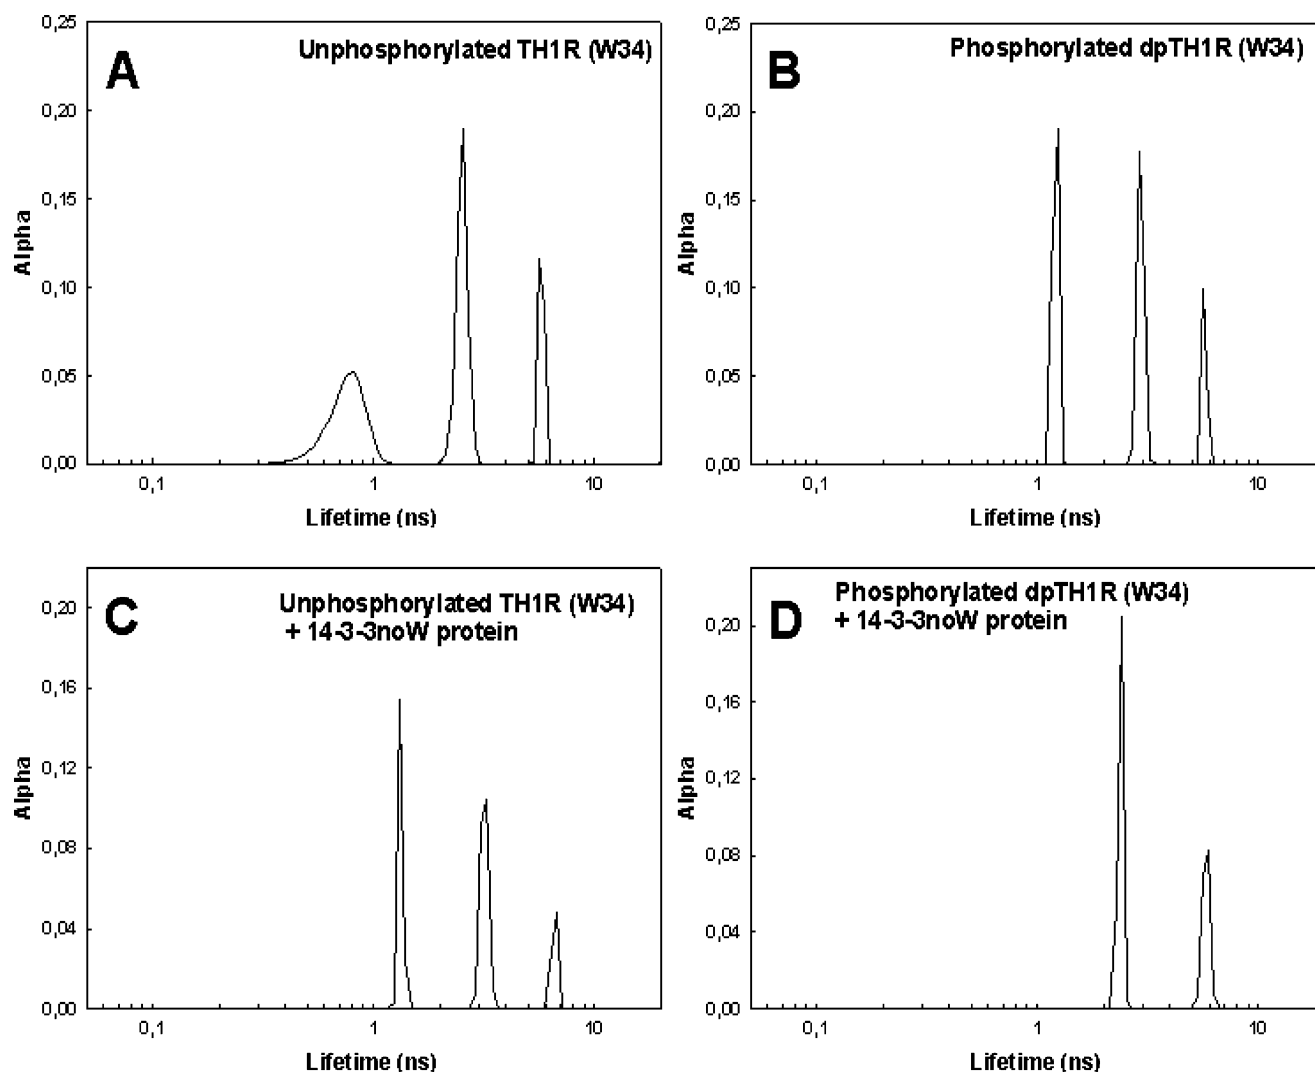 A
Unphosphorylated TH1R (W34)
0,25
0,20
0,15
0,10
0,05
0,00
Alpha
0,1 1 10
Lifetime (ns)
B
Phosphorylated dpTH1R (W34)
0,25
0,20
0,15
0,10
0,05
0,00
Alpha
0,1 1 10
Lifetime (ns)
C
Unphosphorylated TH1R (W34)
+ 14-3-3noW protein
0,20
0,16
0,12
0,08
0,04
0,00
Alpha
0,1 1 10
Lifetime (ns)
D
Phosphorylated dpTH1R (W34)
+ 14-3-3noW protein
0,20
0,16
0,12
0,08
0,04
0,00
Alpha
0,1 1 10
Lifetime (ns)